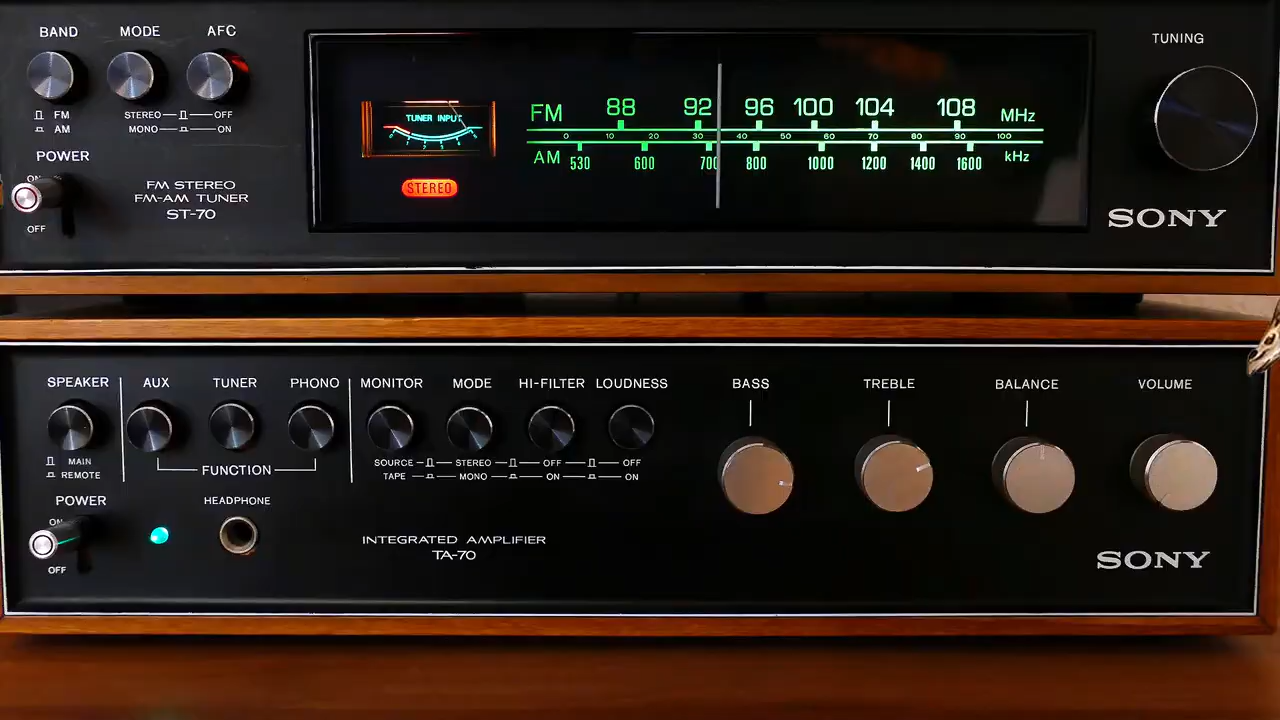 BAND MODE AFC TUNING
FM 88 92 96 100 104 108 MHz
TUNER INPUT
FM STEREO OFF
AM MONO ON
0 10 20 30 40 50 60 70 80 90 100
AM 530 600 700 800 1000 1200 1400 1600 kHz
POWER
ON
STEREO
OFF
FM STEREO
FM-AM TUNER
ST-70
SONY
SPEAKER AUX TUNER PHONO MONITOR MODE HI-FILTER LOUDNESS BASS TREBLE BALANCE VOLUME
MAIN SOURCE STEREO OFF OFF
REMOTE FUNCTION TAPE MONO ON ON
POWER HEADPHONE
ON
OFF
INTEGRATED AMPLIFIER
TA-70
SONY